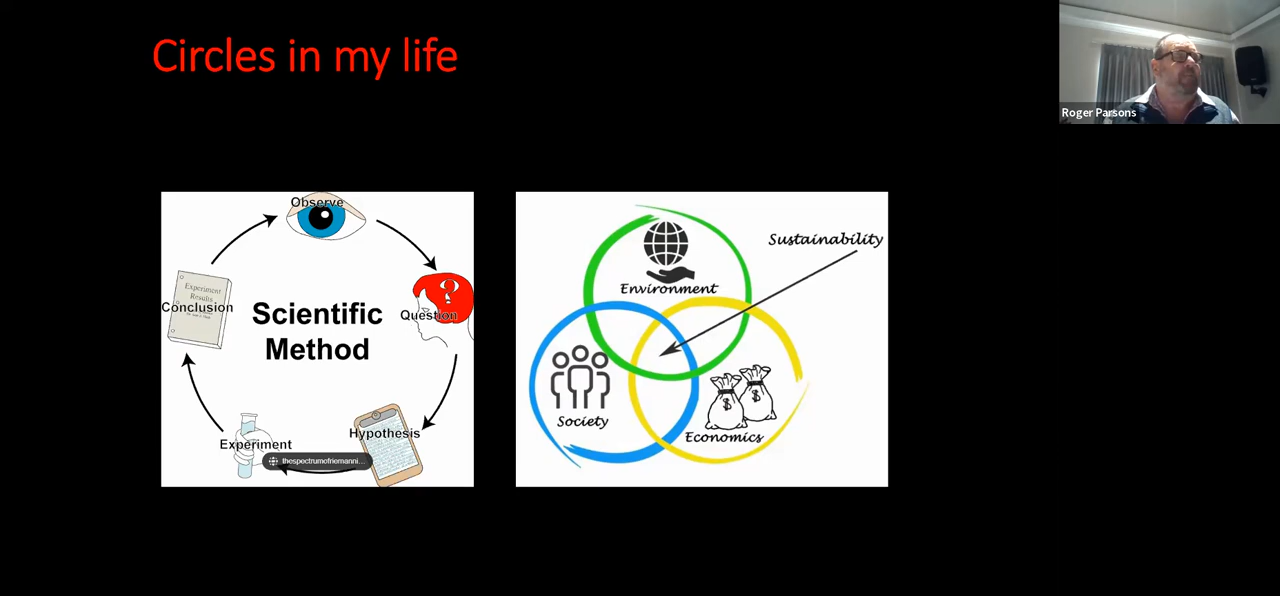 Circles in my life
Roger Parsons
Observe
Question
Hypothesis
Experiment
Conclusion
Experiment
Results
Scientific
Method
thespectrumofriemanni...
Sustainability
Environment
Society
Economics
$
$